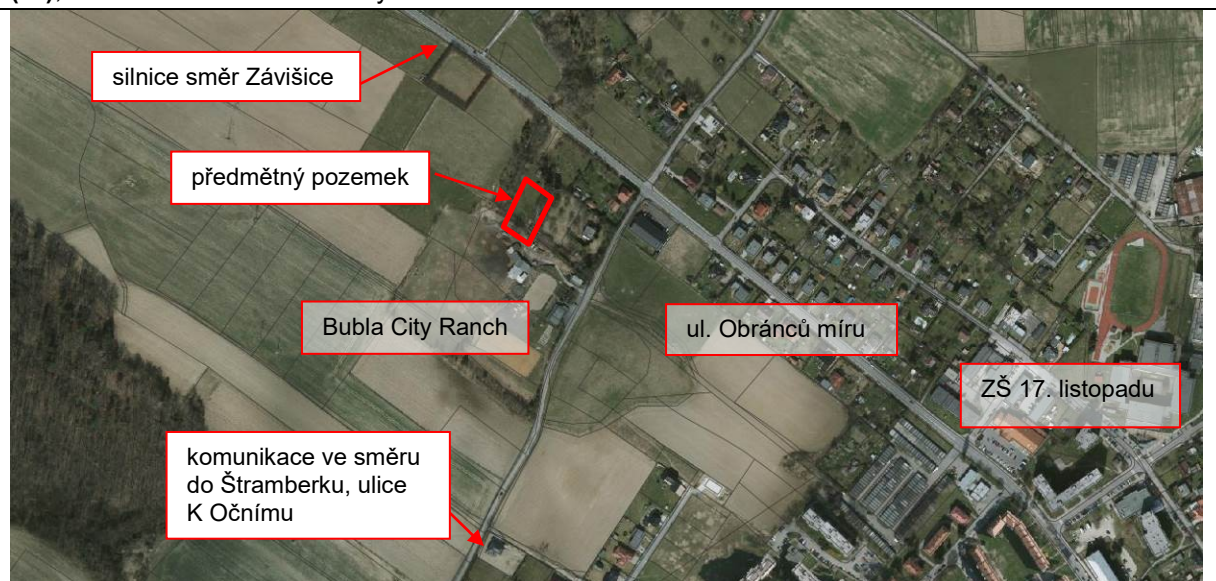 silnice směr Závišice
předmětný pozemek
Bubla City Ranch
ul. Obránců míru
ZŠ 17. listopadu
komunikace ve směru
do Štramberku, ulice
K Očnímu